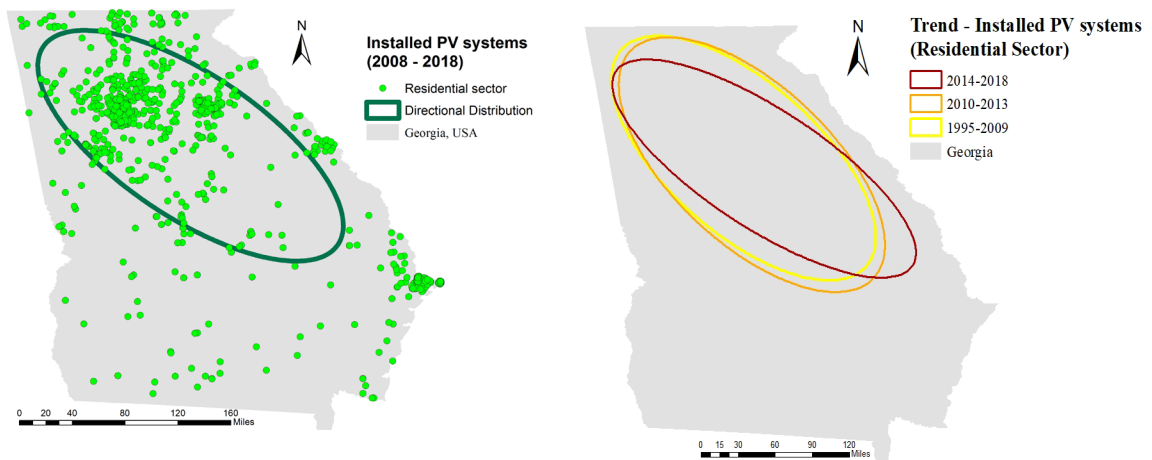 N
Installed PV systems
(2008 - 2018)
Residential sector
Directional Distribution
Georgia, USA
0 20 40 80 120 160
Miles
Trend - Installed PV systems
(Residential Sector)
N
2014-2018
2010-2013
1995-2009
Georgia
0 15 30 60 90 120
Miles